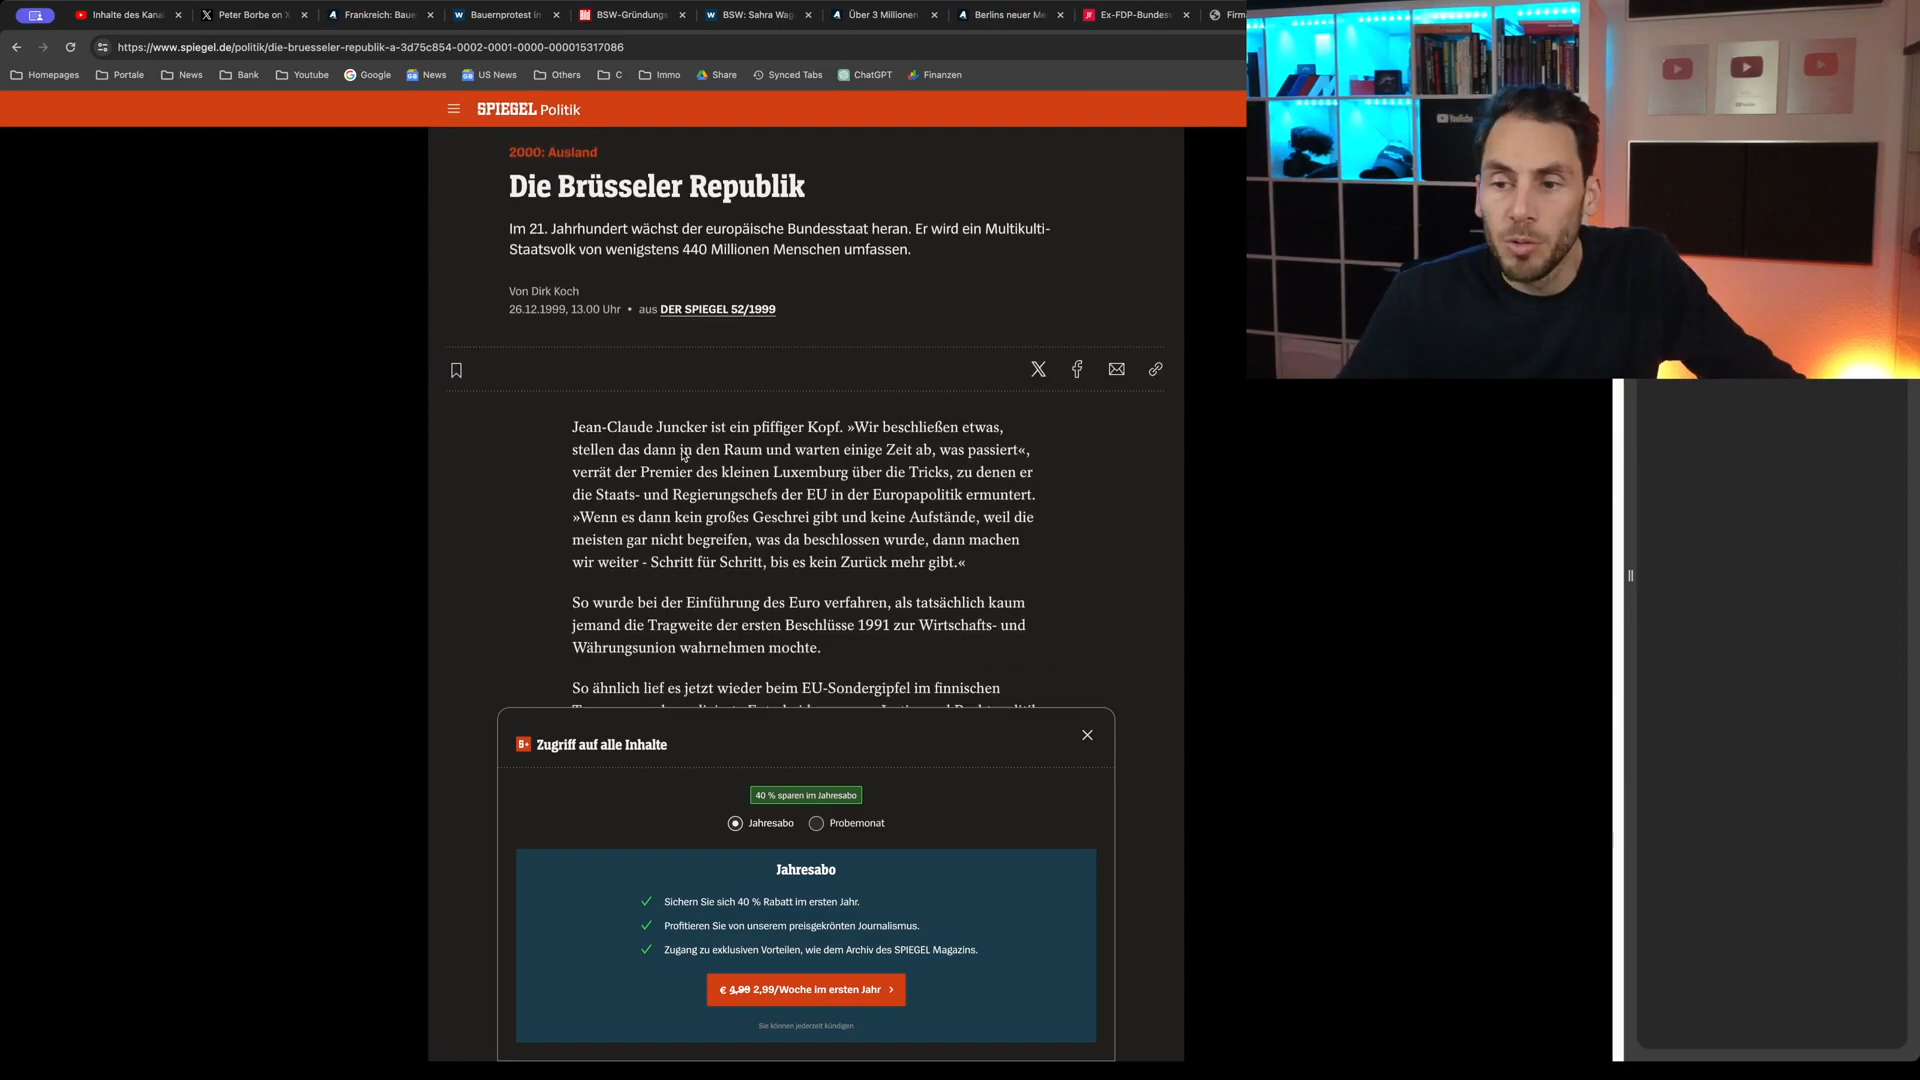 Inhalte des Kana
Peter Borbe on X
Frankreich: Baue
Bauernprotest in
BSW-Gründungs
BSW: Sahra Wag
Über 3 Millionen
Berlins neuer Me
Ex-FDP-Bundesv
Firm
https://www.spiegel.de/politik/die-bruesseler-republik-a-3d75c854-0002-0001-0000-000015317086
Homepages
Portale
News
Bank
Youtube
Google
News
US News
Others
C
Immo
Share
Synced Tabs
ChatGPT
Finanzen
SPIEGEL Politik
2000: Ausland
Die Brüsseler Republik
Im 21. Jahrhundert wächst der europäische Bundesstaat heran. Er wird ein Multikulti-
Staatsvolk von wenigstens 440 Millionen Menschen umfassen.
Von Dirk Koch
26.12.1999, 13.00 Uhr • aus DER SPIEGEL 52/1999
Jean-Claude Juncker ist ein pfiffiger Kopf. »Wir beschließen etwas,
stellen das dann in den Raum und warten einige Zeit ab, was passiert«,
verrät der Premier des kleinen Luxemburg über die Tricks, zu denen er
die Staats- und Regierungschefs der EU in der Europapolitik ermuntert.
»Wenn es dann kein großes Geschrei gibt und keine Aufstände, weil die
meisten gar nicht begreifen, was da beschlossen wurde, dann machen
wir weiter - Schritt für Schritt, bis es kein Zurück mehr gibt.«
So wurde bei der Einführung des Euro verfahren, als tatsächlich kaum
jemand die Tragweite der ersten Beschlüsse 1991 zur Wirtschafts- und
Währungsunion wahrnehmen mochte.
So ähnlich lief es jetzt wieder beim EU-Sondergipfel im finnischen
S+ Zugriff auf alle Inhalte
40 % sparen im Jahresabo
Jahresabo
Probemonat
Jahresabo
Sichern Sie sich 40 % Rabatt im ersten Jahr.
Profitieren Sie von unserem preisgekrönten Journalismus.
Zugang zu exklusiven Vorteilen, wie dem Archiv des SPIEGEL Magazins.
€ 4,99 2,99/Woche im ersten Jahr
Sie können jederzeit kündigen
YouTube